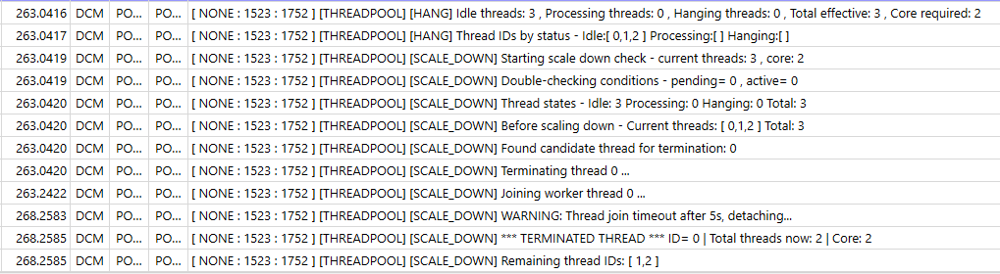 263.0416 DCM PO... PO... [ NONE : 1523 : 1752 ] [THREADPOOL] [HANG] Idle threads: 3 , Processing threads: 0 , Hanging threads: 0 , Total effective: 3 , Core required: 2
263.0417 DCM PO... PO... [ NONE : 1523 : 1752 ] [THREADPOOL] [HANG] Thread IDs by status - Idle:[ 0,1,2 ] Processing:[ ] Hanging:[ ]
263.0419 DCM PO... PO... [ NONE : 1523 : 1752 ] [THREADPOOL] [SCALE_DOWN] Starting scale down check - current threads: 3 , core: 2
263.0419 DCM PO... PO... [ NONE : 1523 : 1752 ] [THREADPOOL] [SCALE_DOWN] Double-checking conditions - pending= 0 , active= 0
263.0420 DCM PO... PO... [ NONE : 1523 : 1752 ] [THREADPOOL] [SCALE_DOWN] Thread states - Idle: 3 Processing: 0 Hanging: 0 Total: 3
263.0420 DCM PO... PO... [ NONE : 1523 : 1752 ] [THREADPOOL] [SCALE_DOWN] Before scaling down - Current threads: [ 0,1,2 ] Total: 3
263.0420 DCM PO... PO... [ NONE : 1523 : 1752 ] [THREADPOOL] [SCALE_DOWN] Found candidate thread for termination: 0
263.0420 DCM PO... PO... [ NONE : 1523 : 1752 ] [THREADPOOL] [SCALE_DOWN] Terminating thread 0 ...
263.2422 DCM PO... PO... [ NONE : 1523 : 1752 ] [THREADPOOL] [SCALE_DOWN] Joining worker thread 0 ...
268.2583 DCM PO... PO... [ NONE : 1523 : 1752 ] [THREADPOOL] [SCALE_DOWN] WARNING: Thread join timeout after 5s, detaching...
268.2585 DCM PO... PO... [ NONE : 1523 : 1752 ] [THREADPOOL] [SCALE_DOWN] *** TERMINATED THREAD *** ID= 0 | Total threads now: 2 | Core: 2
268.2585 DCM PO... PO... [ NONE : 1523 : 1752 ] [THREADPOOL] [SCALE_DOWN] Remaining thread IDs: [ 1,2 ]